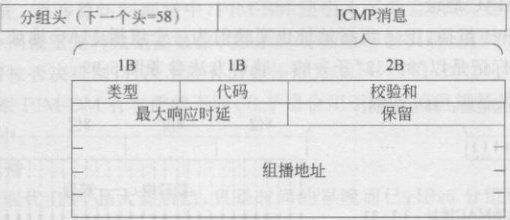 分组头（下一个头=58） ICMP消息
1B 1B 2B
类型 代码 校验和
最大响应时延 保留
组播地址